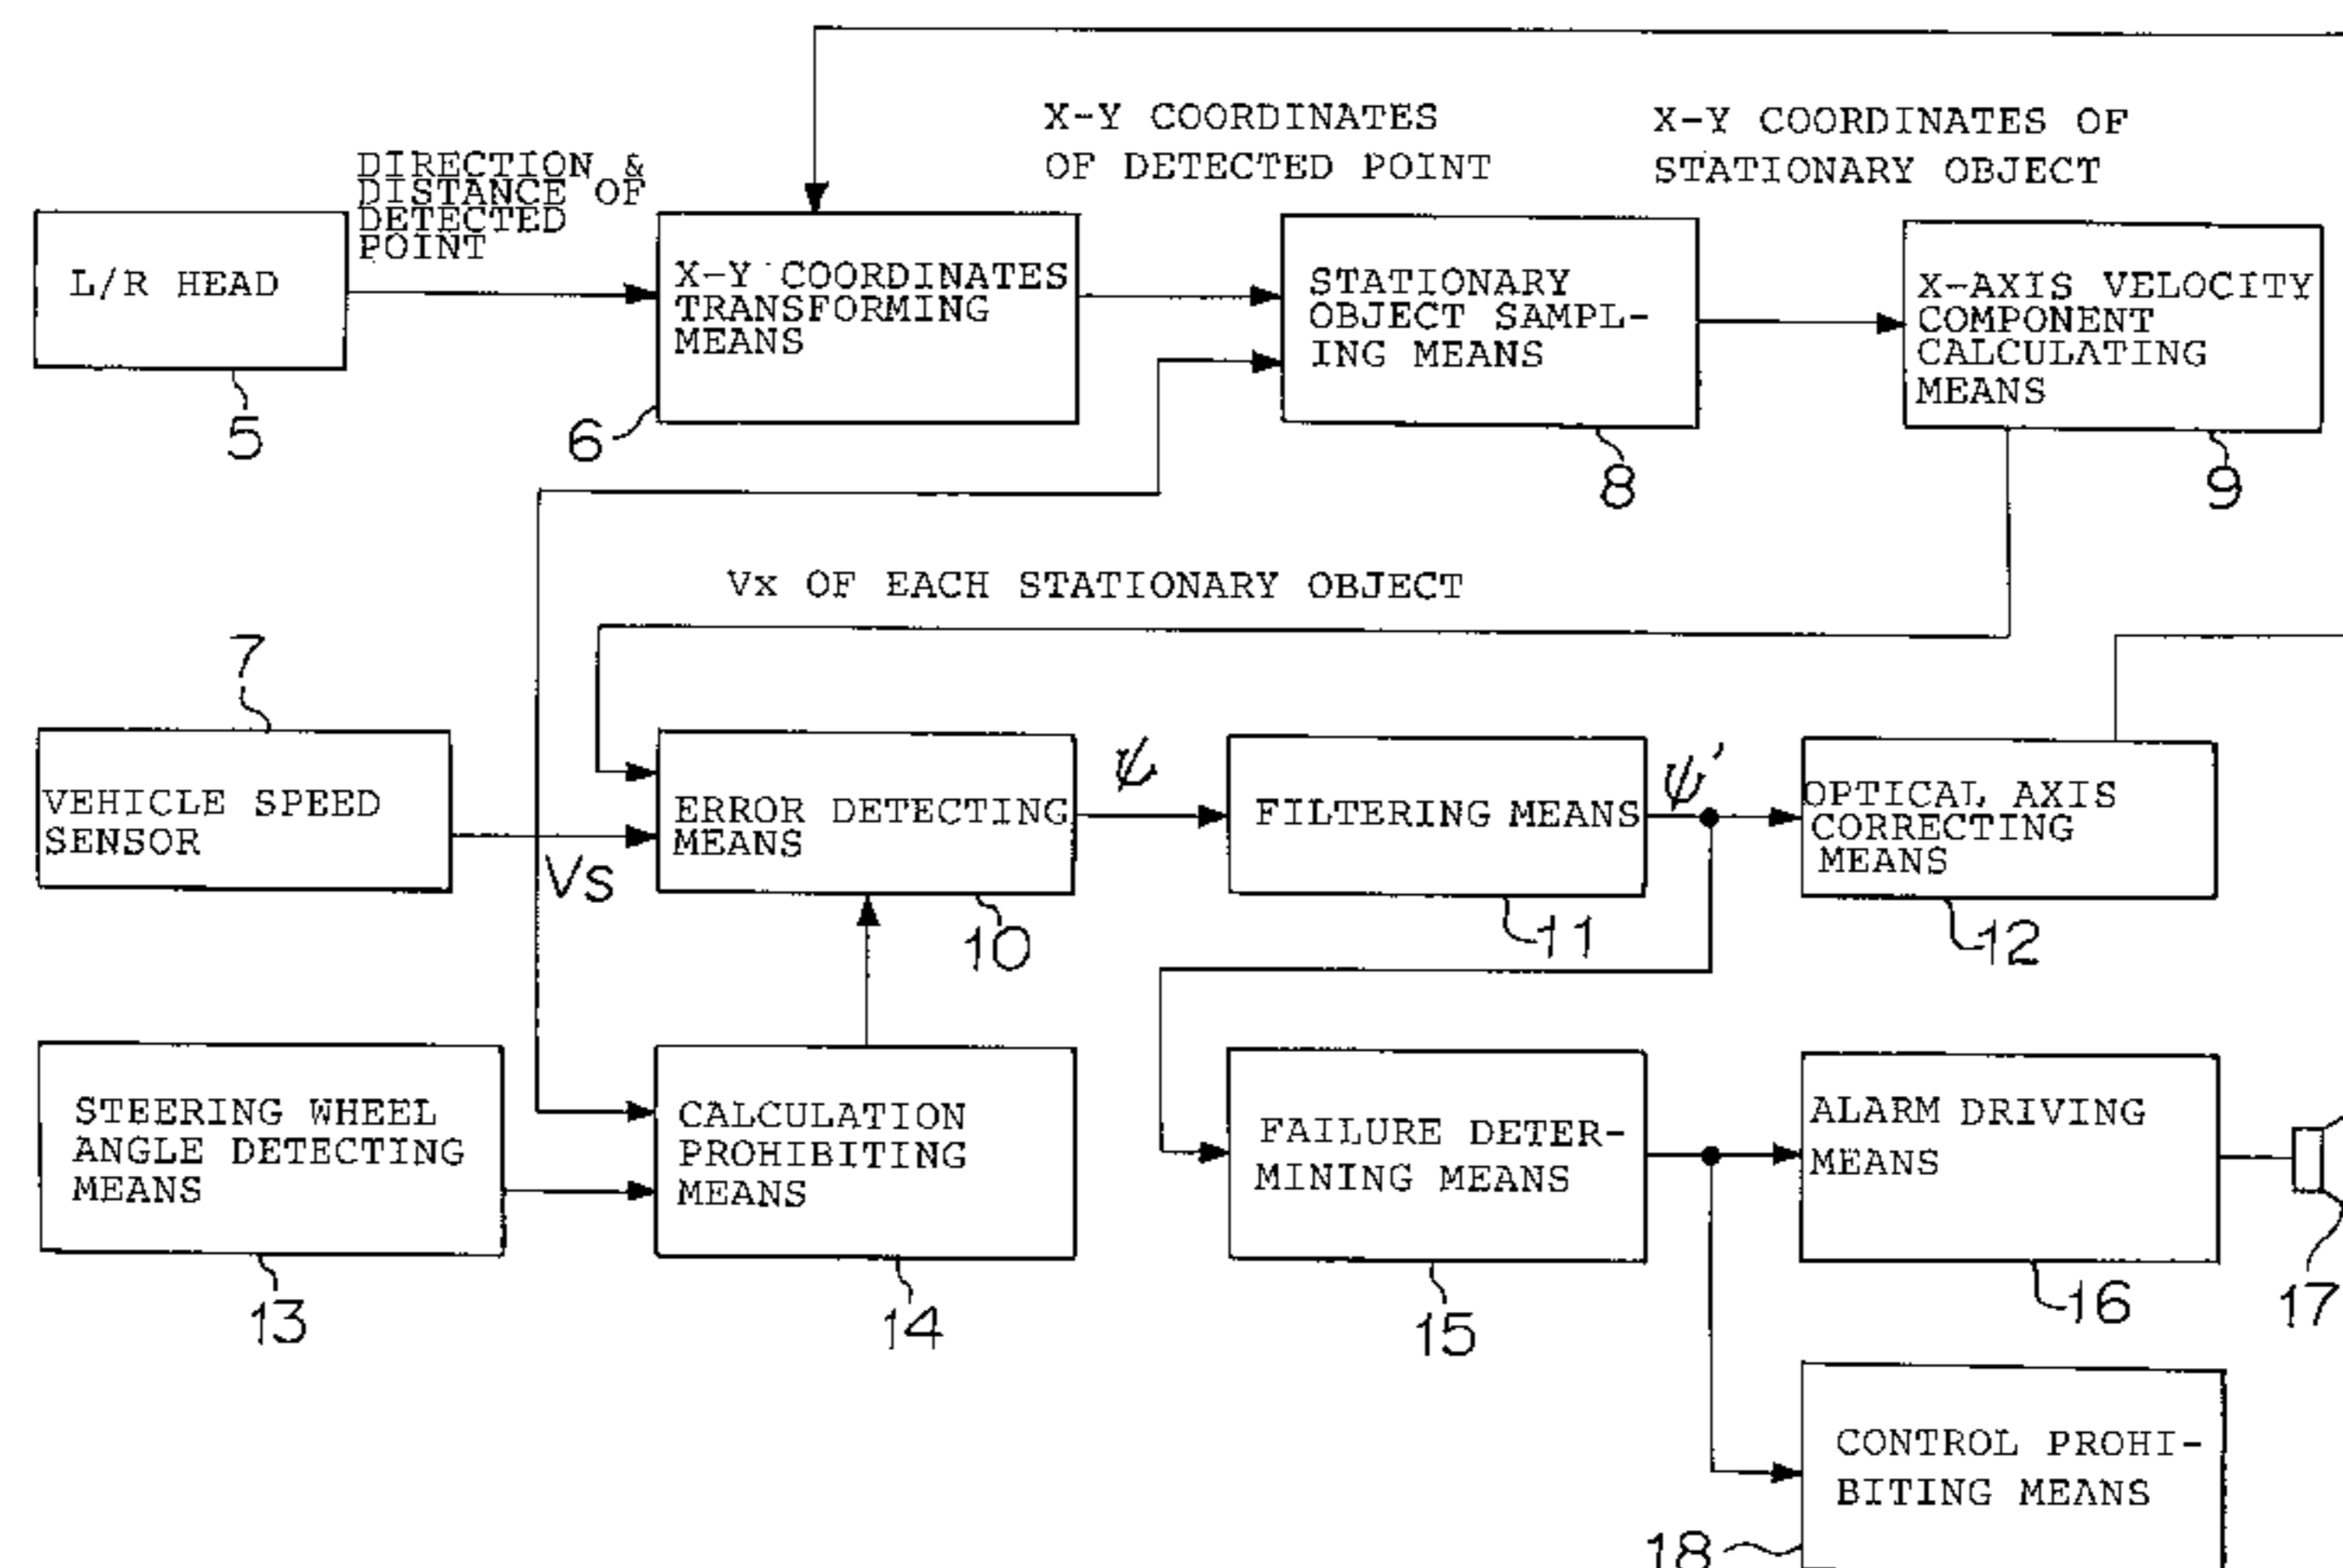 X-Y COORDINATES
OF DETECTED POINT
X-Y COORDINATES OF
STATIONARY OBJECT
DIRECTION &
DISTANCE OF
DETECTED
POINT
L/R HEAD
5
X-Y COORDINATES
TRANSFORMING
MEANS
6
STATIONARY
OBJECT SAMPL-
ING MEANS
8
X-AXIS VELOCITY
COMPONENT
CALCULATING
MEANS
9
Vx OF EACH STATIONARY OBJECT
7
VEHICLE SPEED
SENSOR
Vs
ERROR DETECTING
MEANS
10
ψ
FILTERING MEANS
11
ψ'
OPTICAL AXIS
CORRECTING
MEANS
12
STEERING WHEEL
ANGLE DETECTING
MEANS
13
CALCULATION
PROHIBITING
MEANS
14
FAILURE DETER-
MINING MEANS
15
ALARM DRIVING
MEANS
16
17
CONTROL PROHI-
BITING MEANS
18